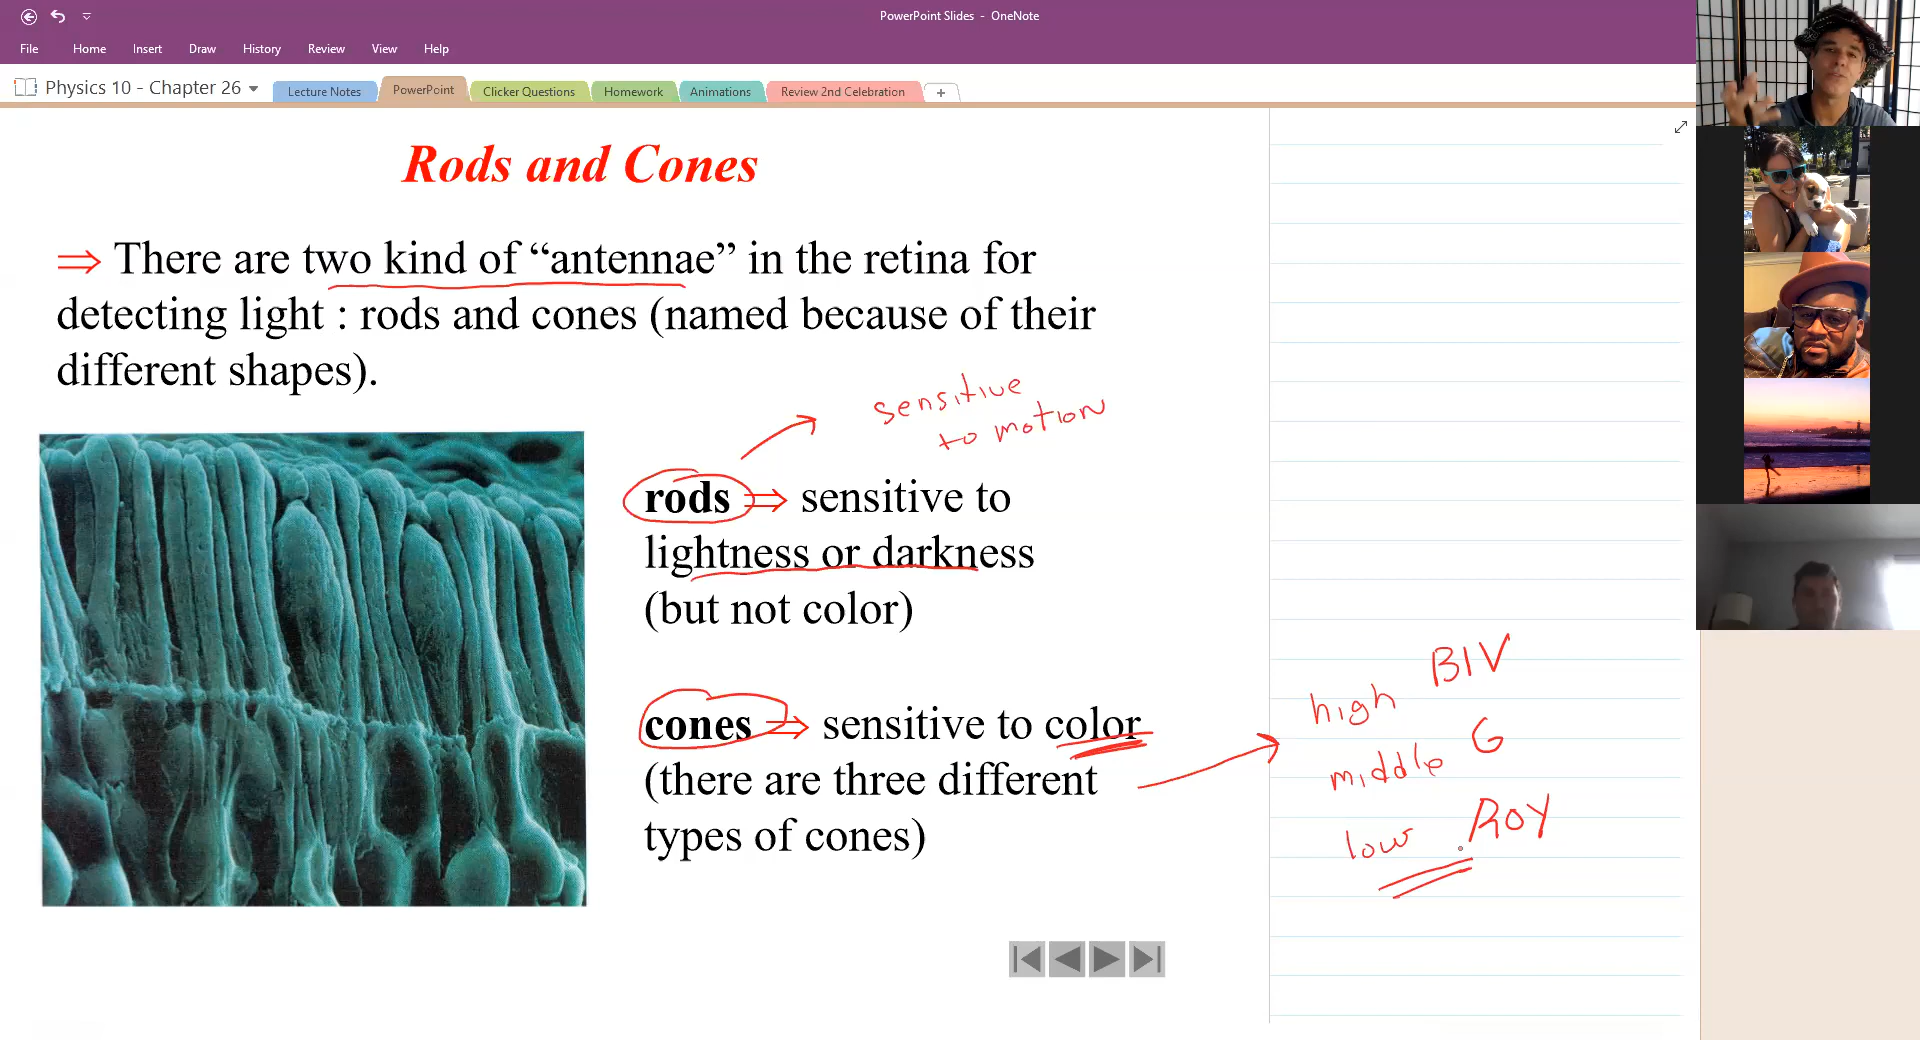 PowerPoint Slides - OneNote
File Home Insert Draw History Review View Help
Physics 10 - Chapter 26 Lecture Notes PowerPoint Clicker Questions Homework Animations Review 2nd Celebration +
Rods and Cones
⇒ There are two kind of “antennae” in the retina for
detecting light : rods and cones (named because of their
different shapes).
sensitive
to motion
rods ⇒ sensitive to
lightness or darkness
(but not color)
cones ⇒ sensitive to color
(there are three different
types of cones)
high BIV
middle G
low ROY